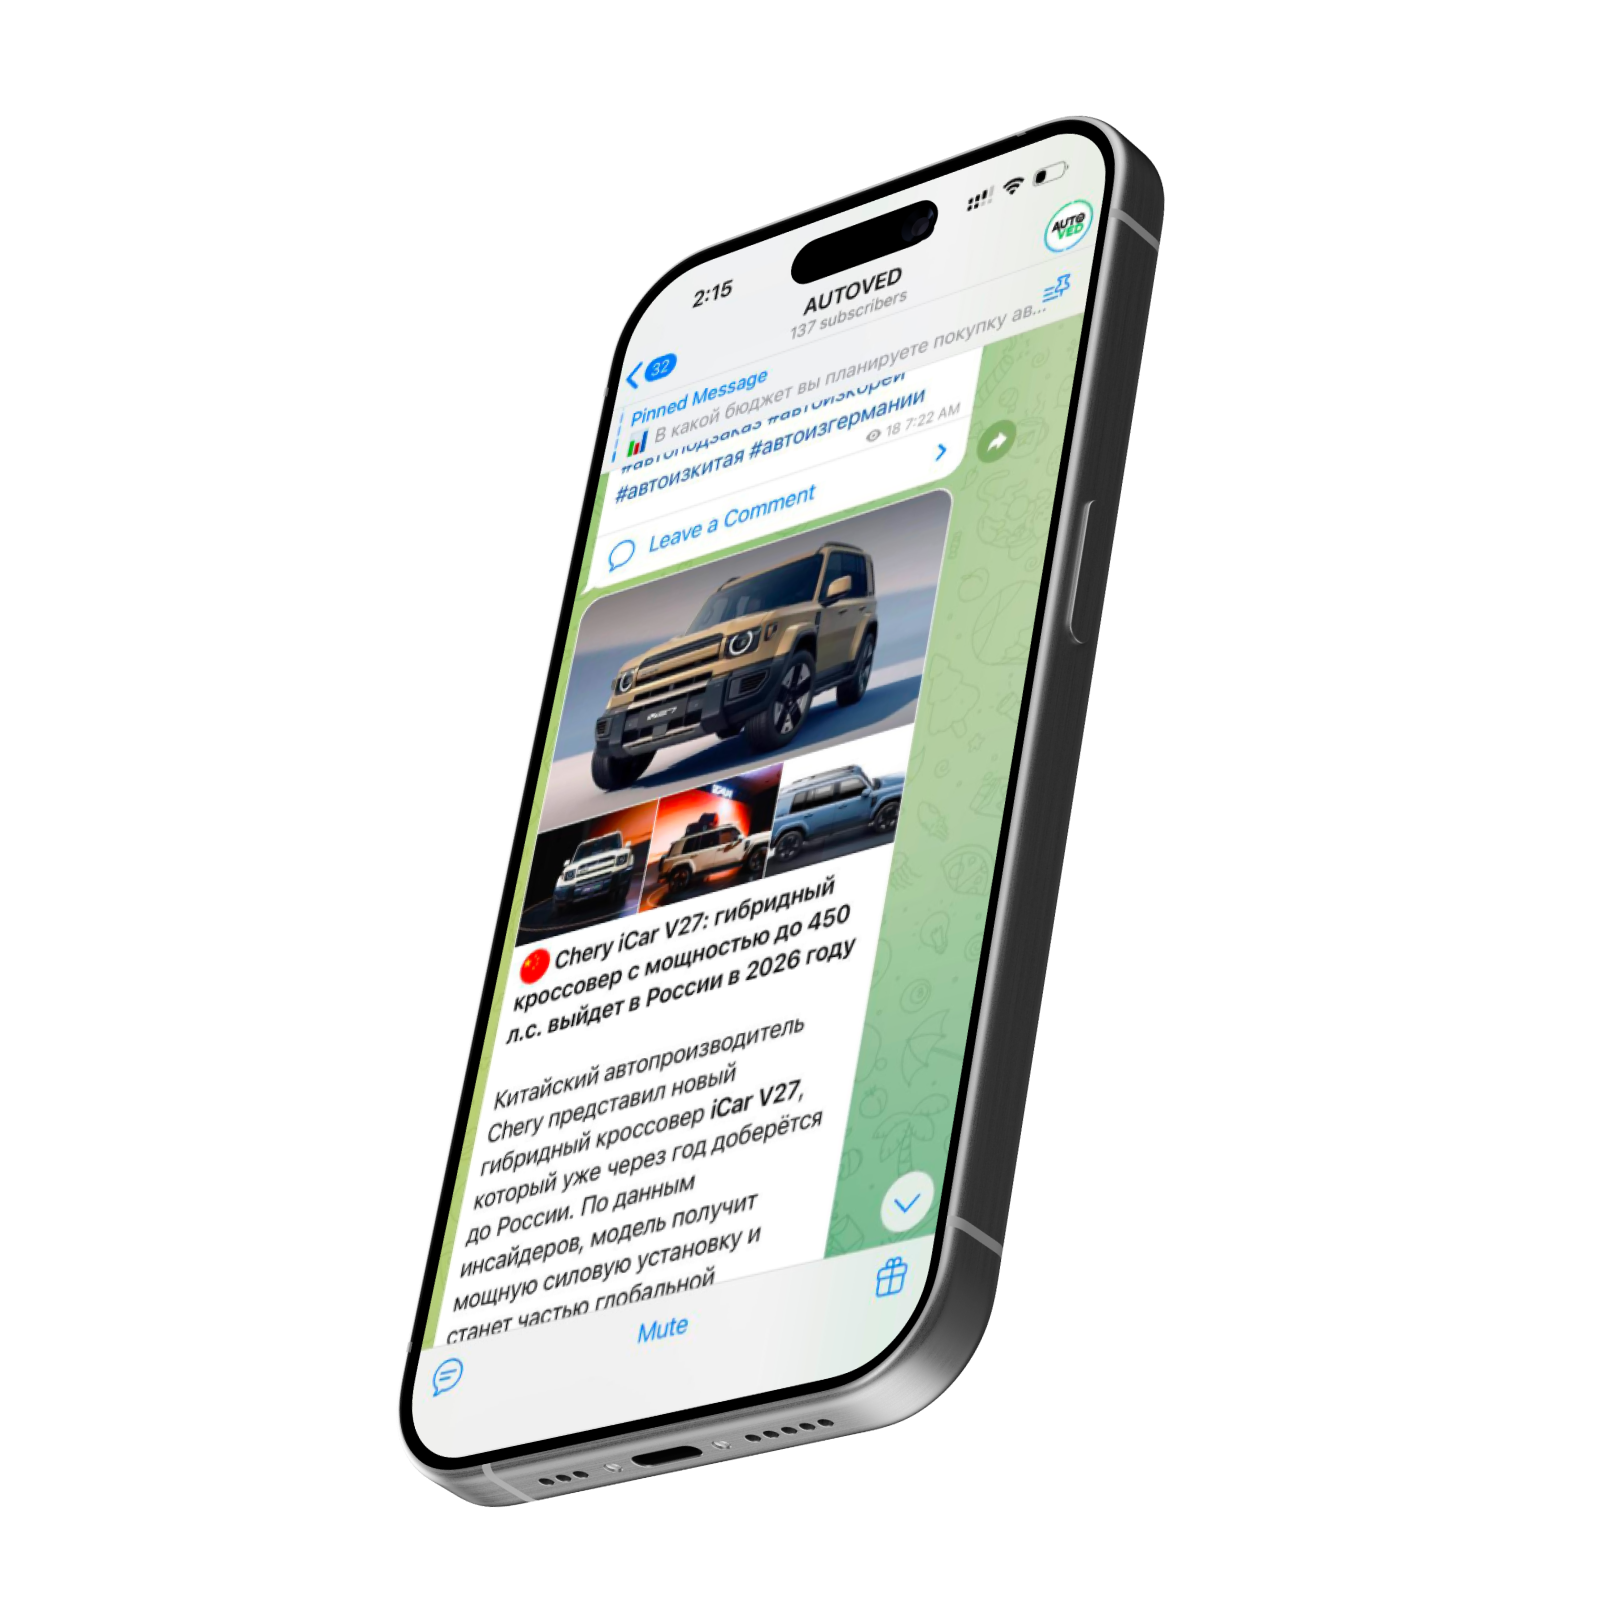 2:15
AUTOVED
137 subscribers
AUTO
VED
32
Pinned Message
В какой бюджет вы планируете покупку ав...
#автоподзаказ #автоизкореи
#автоизкитая #автоизгермании
18 7:22 AM
Leave a Comment
Chery iCar V27: гибридный
кроссовер с мощностью до 450
л.с. выйдет в России в 2026 году
Китайский автопроизводитель
Chery представил новый
гибридный кроссовер iCar V27,
который уже через год доберётся
до России. По данным
инсайдеров, модель получит
мощную силовую установку и
станет частью глобальной
Mute